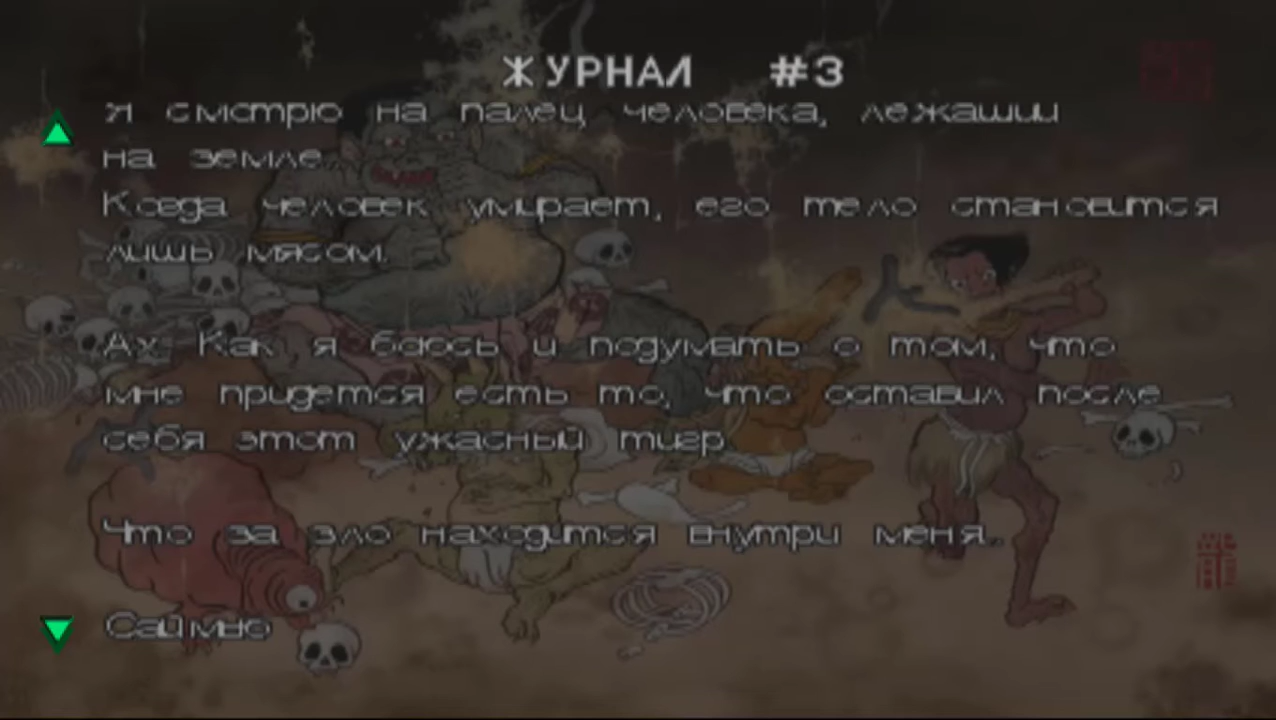 ЖУРНАЛ #3
Я смотрю на палец человека, лежащий
на земле..
Когда человек умирает, его тело становится
лишь мясом.
Ах. Как я боюсь и подумать о том, что
мне придется есть то, что оставил после
себя этот ужасный тигр.
Что за зло находится внутри меня..